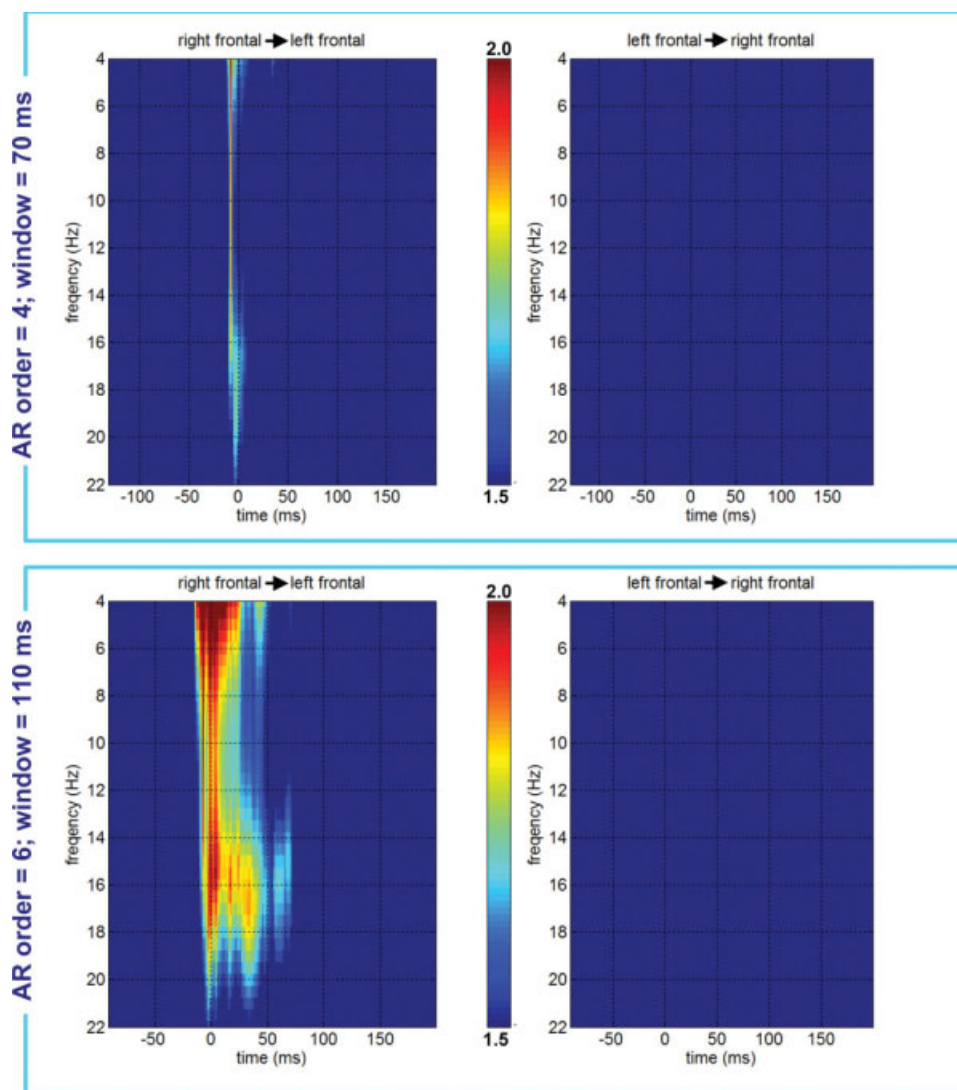 AR order = 4; window = 70 ms
right frontal → left frontal
left frontal → right frontal
2.0
4
6
8
10
12
14
16
18
20
22
freqency (Hz)
-100 -50 0 50 100 150
time (ms)
1.5
4
6
8
10
12
14
16
18
20
22
freqency (Hz)
-100 -50 0 50 100 150
time (ms)
AR order = 6; window = 110 ms
right frontal → left frontal
left frontal → right frontal
2.0
4
6
8
10
12
14
16
18
20
22
freqency (Hz)
-50 0 50 100 150
time (ms)
1.5
4
6
8
10
12
14
16
18
20
22
freqency (Hz)
-50 0 50 100 150
time (ms)